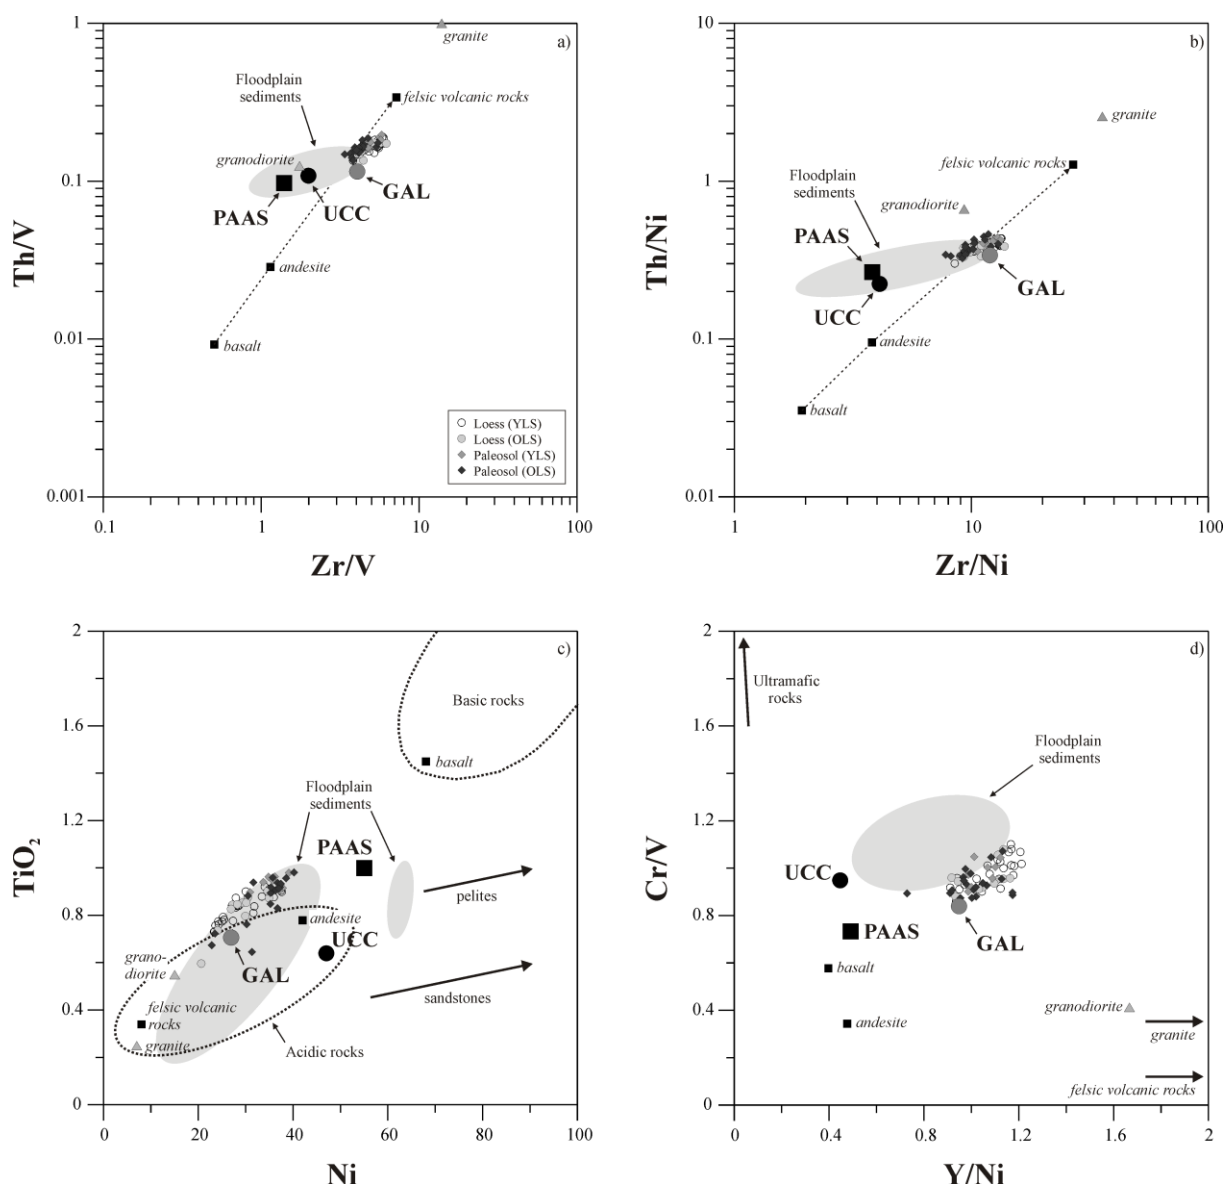 a)
1
0.1
0.01
0.001
Th/V
granite
Floodplain
sediments
felsic volcanic rocks
granodiorite
GAL
PAAS
UCC
andesite
basalt
Loess (YLS)
Loess (OLS)
Paleosol (YLS)
Paleosol (OLS)
0.1
1
10
100
Zr/V
b)
10
1
0.1
0.01
Th/Ni
granite
felsic volcanic rocks
Floodplain
sediments
granodiorite
PAAS
GAL
UCC
andesite
basalt
1
10
100
Zr/Ni
c)
2
1.6
1.2
0.8
0.4
0
TiO2
Basic rocks
basalt
Floodplain
sediments
PAAS
pelites
andesite
UCC
GAL
grano-
diorite
sandstones
felsic volcanic
rocks
granite
Acidic rocks
0
20
40
60
80
100
Ni
d)
2
1.6
1.2
0.8
0.4
0
Cr/V
Ultramafic
rocks
Floodplain
sediments
UCC
PAAS
GAL
basalt
andesite
granodiorite
granite
felsic volcanic rocks
0
0.4
0.8
1.2
1.6
2
Y/Ni